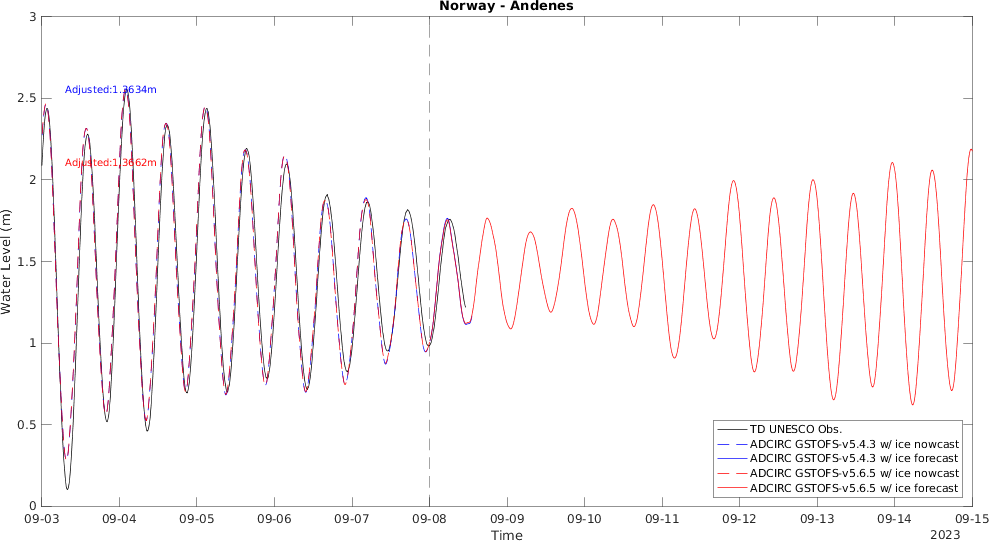 Norway - Andenes
3
2.5
2
1.5
1
0.5
0
Water Level (m)
Adjusted:1.3634m
Adjusted:1.3662m
TD UNESCO Obs.
ADCIRC GSTOFS-v5.4.3 w/ ice nowcast
ADCIRC GSTOFS-v5.4.3 w/ ice forecast
ADCIRC GSTOFS-v5.6.5 w/ ice nowcast
ADCIRC GSTOFS-v5.6.5 w/ ice forecast
09-03 09-04 09-05 09-06 09-07 09-08 09-09 09-10 09-11 09-12 09-13 09-14 09-15
Time
2023